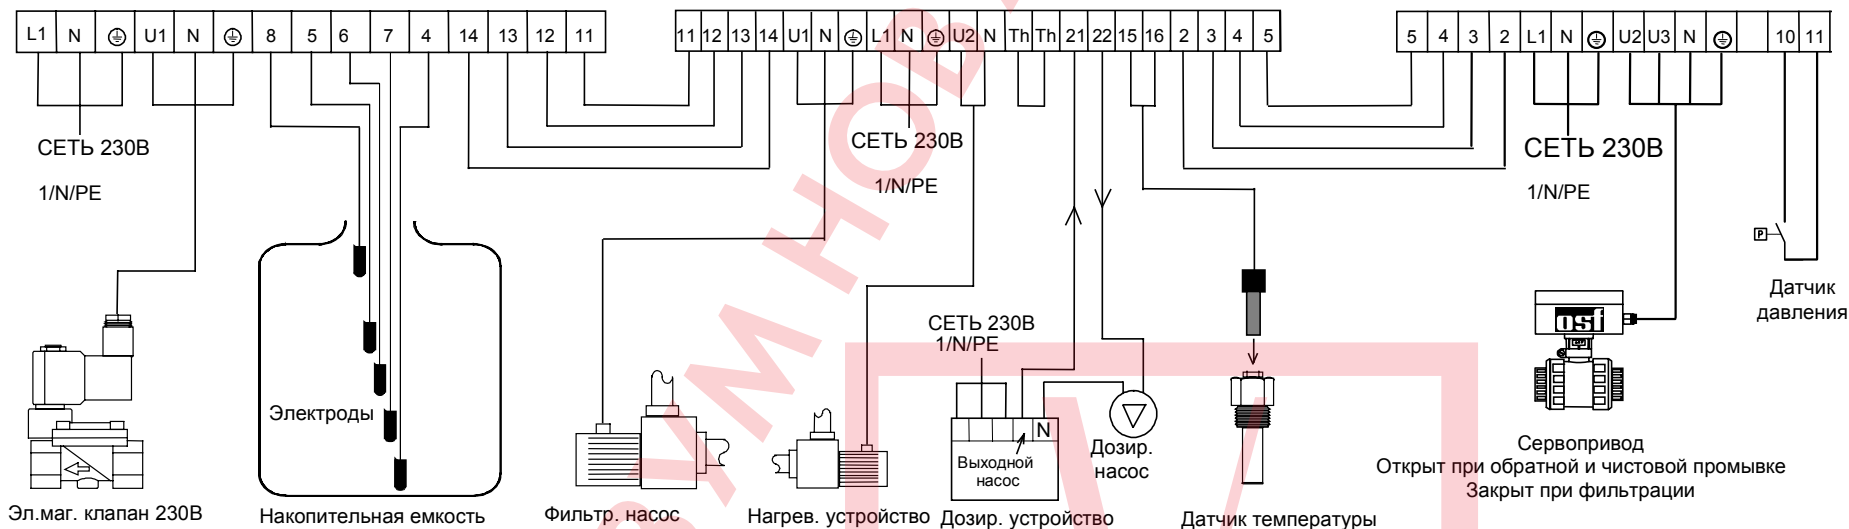 L1 N U1 N 8 5 6 7 4 14 13 12 11
11 12 13 14 U1 N L1 N U2 N Th Th 21 22 15 16 2 3 4 5
5 4 3 2 L1 N U2 U3 N 10 11
СЕТЬ 230В
1/N/PE
СЕТЬ 230В
1/N/PE
СЕТЬ 230В
1/N/PE
P
Датчик
давления
СЕТЬ 230В
1/N/PE
osf
Электроды
N
Выходной
насос
Дозир.
насос
Сервопривод
Открыт при обратной и чистовой промывке
Закрыт при фильтрации
Эл.маг. клапан 230В
Накопительная емкость
Фильтр. насос
Нагрев. устройство
Дозир. устройство
Датчик температуры